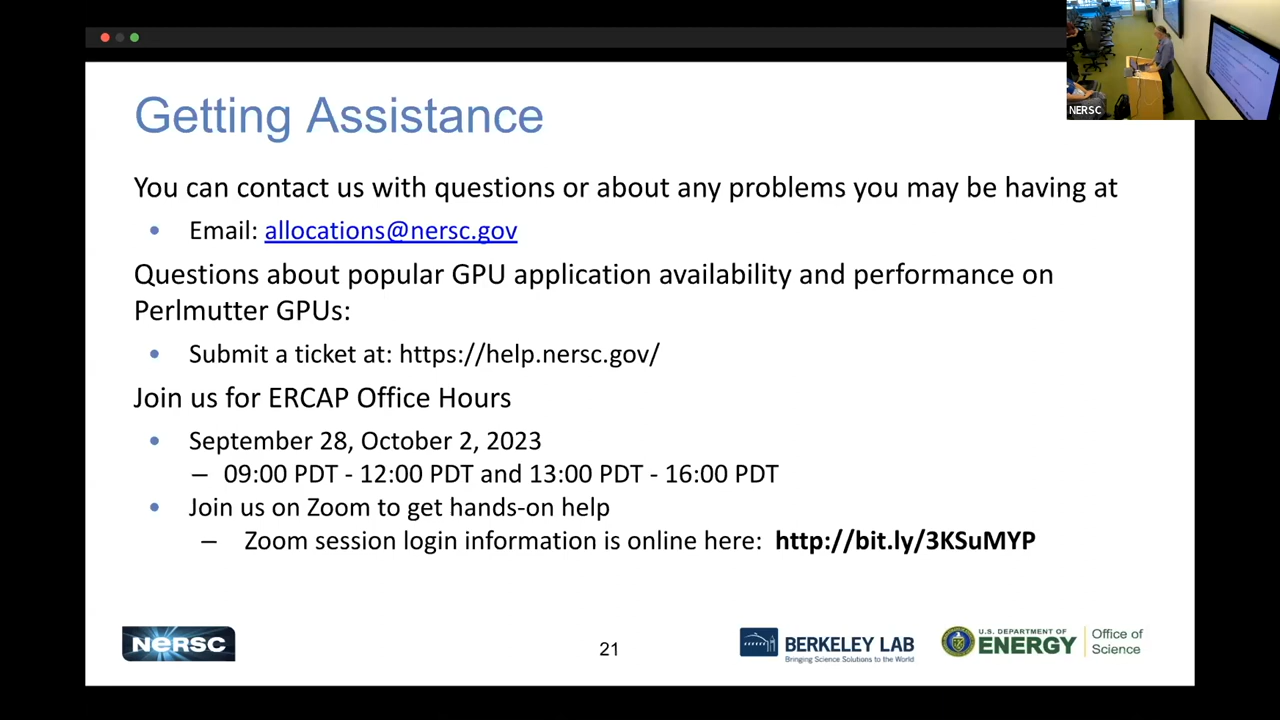 NERSC
Getting Assistance
You can contact us with questions or about any problems you may be having at
• Email: allocations@nersc.gov
Questions about popular GPU application availability and performance on
Perlmutter GPUs:
• Submit a ticket at: https://help.nersc.gov/
Join us for ERCAP Office Hours
• September 28, October 2, 2023
– 09:00 PDT - 12:00 PDT and 13:00 PDT - 16:00 PDT
• Join us on Zoom to get hands-on help
– Zoom session login information is online here: http://bit.ly/3KSuMYP
NERSC
21
BERKELEY LAB
Bringing Science Solutions to the World
U.S. DEPARTMENT OF
ENERGY
Office of
Science